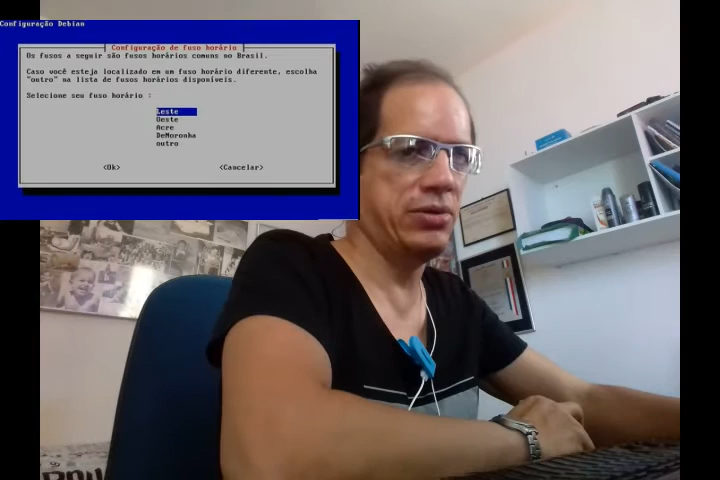 Configuração Debian
Configuração de fuso horário
Os fusos a seguir são fusos horários comuns no Brasil.
Caso você esteja localizado em um fuso horário diferente, escolha
"outro" na lista de fusos horários disponíveis.
Selecione seu fuso horário :
Leste
Oeste
Acre
DeNoronha
outro
<Ok> <Cancelar>